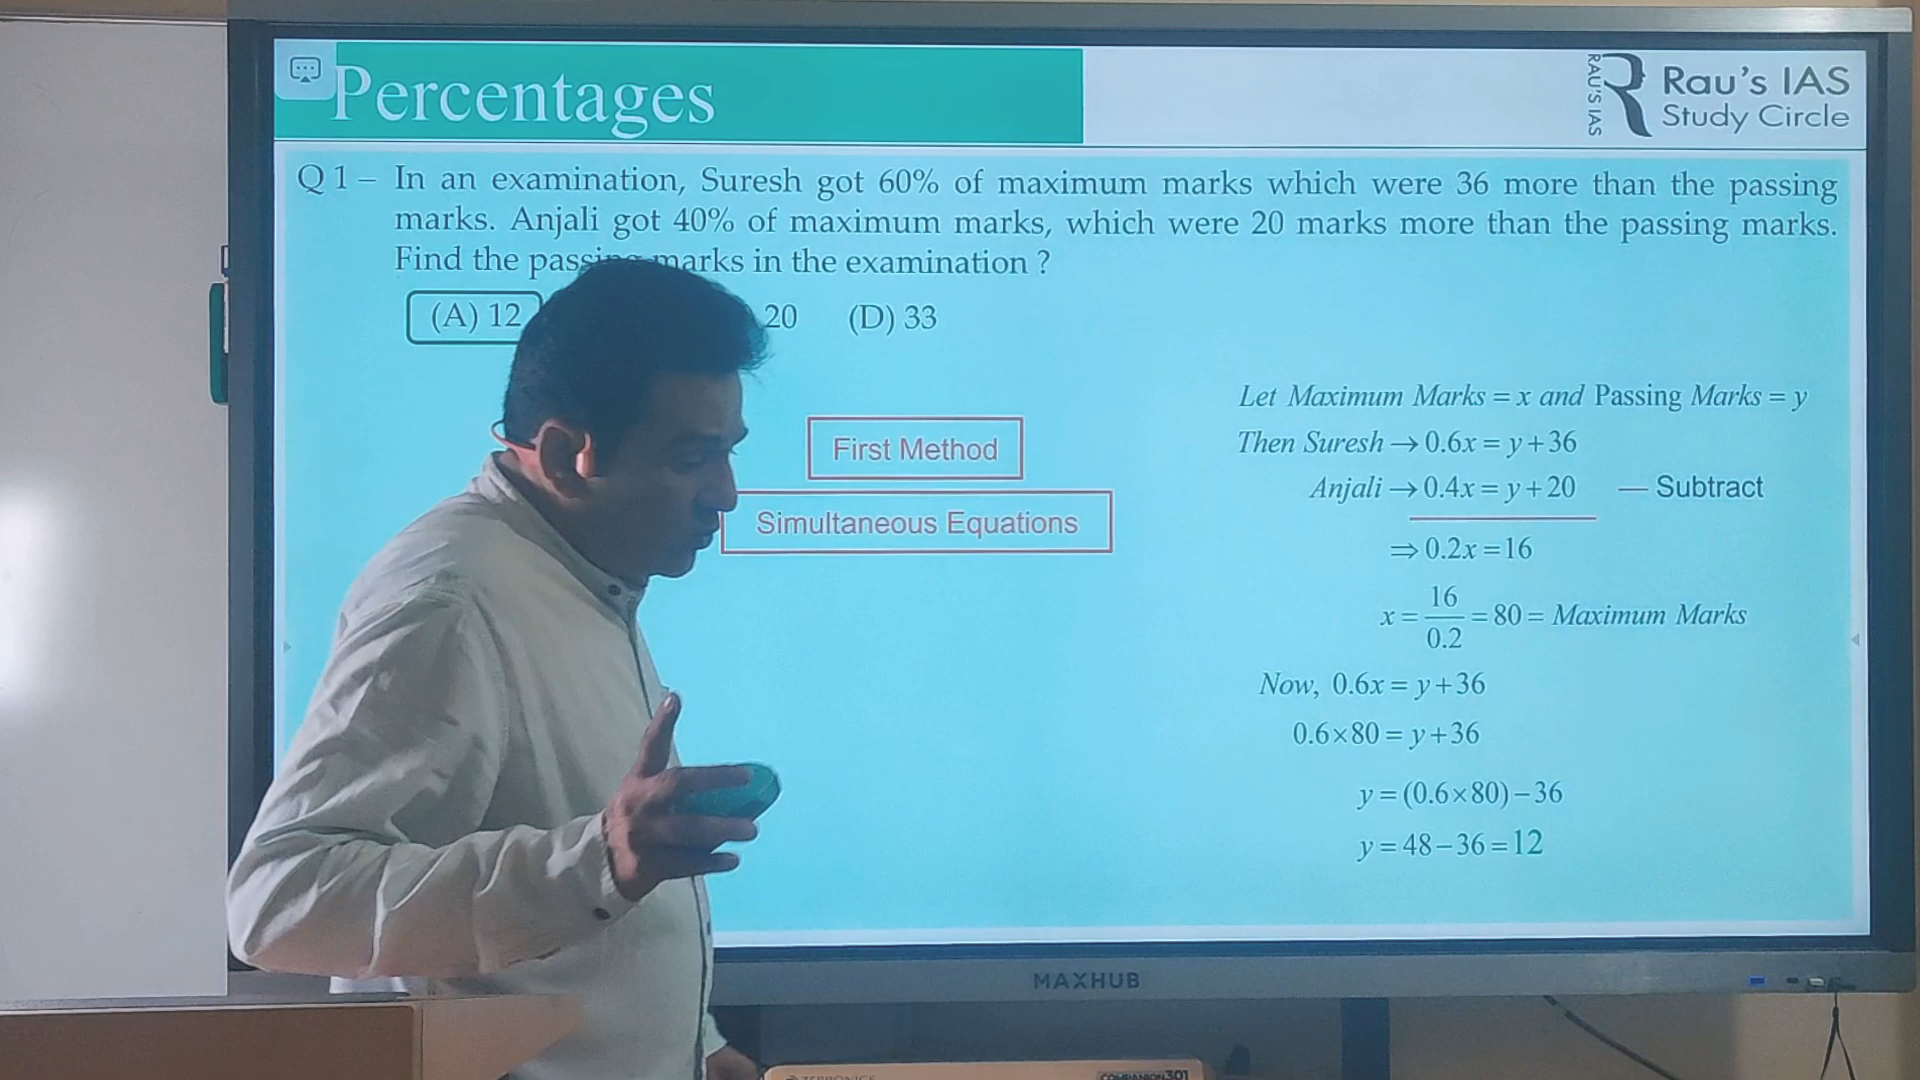 Percentages
RAU'S IAS
Rau's IAS
Study Circle
Q 1 – In an examination, Suresh got 60% of maximum marks which were 36 more than the passing
marks. Anjali got 40% of maximum marks, which were 20 marks more than the passing marks.
Find the passing marks in the examination ?
(A) 12 20 (D) 33
First Method
Simultaneous Equations
Let Maximum Marks = x and Passing Marks = y
Then Suresh → 0.6x = y + 36
Anjali → 0.4x = y + 20 — Subtract
⇒ 0.2x = 16
x = 16/0.2 = 80 = Maximum Marks
Now, 0.6x = y + 36
0.6×80 = y + 36
y = (0.6×80) – 36
y = 48 – 36 = 12
MAXHUB
COMPANION301